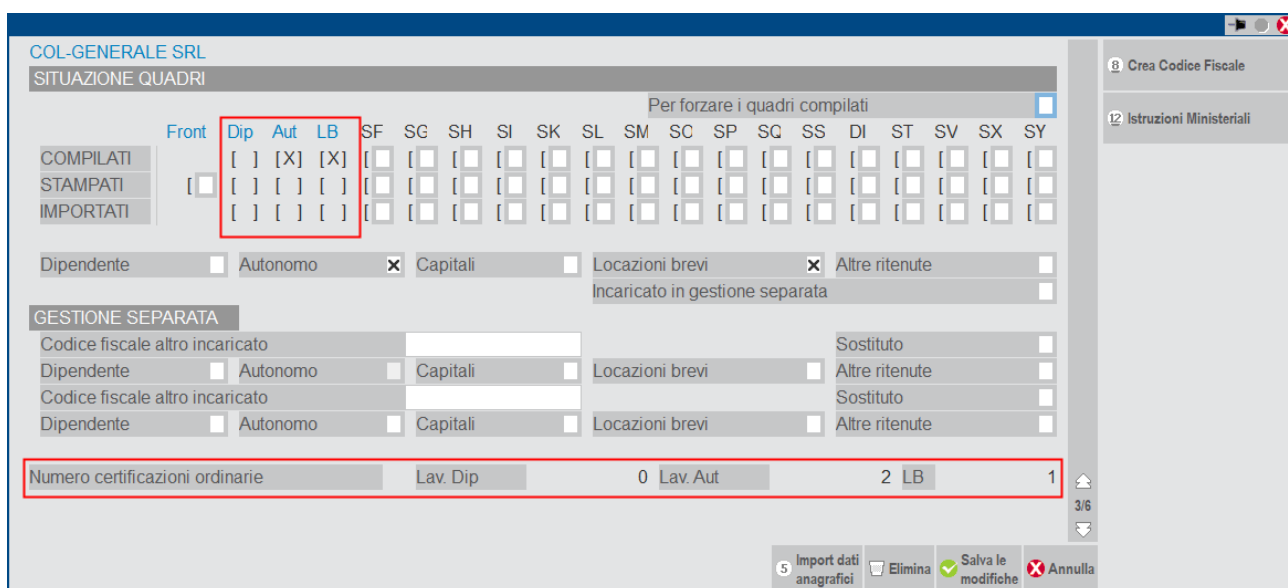 COL-GENERALE SRL
SITUAZIONE QUADRI
Per forzare i quadri compilati
Front Dip Aut LB SF SG SH SI SK SL SM SO SP SQ SS DI ST SV SX SY
COMPILATI [ ] [X] [X] [ [ [ [ [ [ [ [ [ [ [ [ [ [ [ [
STAMPATI [ [ ] [ ] [ ] [ [ [ [ [ [ [ [ [ [ [ [ [ [ [ [
IMPORTATI [ ] [ ] [ ] [ [ [ [ [ [ [ [ [ [ [ [ [ [ [ [
Dipendente Autonomo X Capitali Locazioni brevi X Altre ritenute
Incaricato in gestione separata
GESTIONE SEPARATA
Codice fiscale altro incaricato Sostituto
Dipendente Autonomo Capitali Locazioni brevi Altre ritenute
Codice fiscale altro incaricato Sostituto
Dipendente Autonomo Capitali Locazioni brevi Altre ritenute
Numero certificazioni ordinarie Lav. Dip 0 Lav. Aut 2 LB 1
3/6
5 Import dati anagrafici Elimina Salva le modifiche Annulla
8 Crea Codice Fiscale
12 Istruzioni Ministeriali